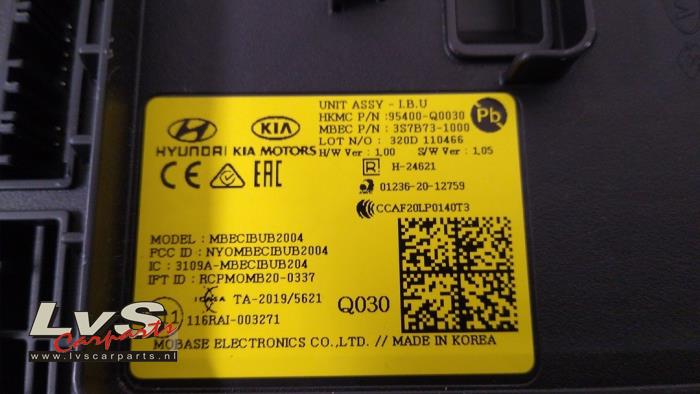 UNIT ASSY - I.B.U
HKMC P/N :95400-Q0030
MBEC P/N : 3S7B73-1000
LOT N/O : 320D 110466
H/W Ver : 1,00 S/W Ver : 1,05
Pb
HYUNDAI KIA KIA MOTORS
R H-24621
CE EAC
01236-20-12759
CCAF20LP0140T3
MODEL : MBECIBUB2004
FCC ID : NYOMBECIBUB2004
IC : 3109A-MBECIBUB204
IFT ID : RCPMOMB20-0337
TA-2019/5621 Q030
116RAI-003271
MOBASE ELECTRONICS CO.,LTD. // MADE IN KOREA
LvS
Carparts
www.lvscarparts.nl